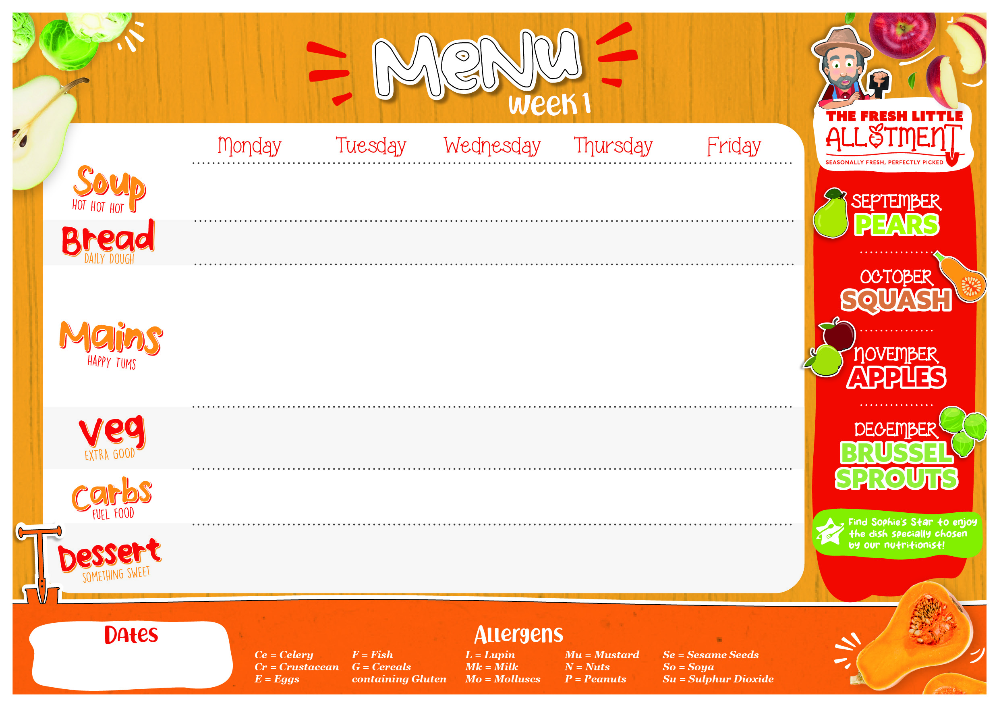 MeNu
week 1
Monday Tuesday Wednesday Thursday Friday
Soup
HOT HOT HOT
Bread
DAILY DOUGH
Mains
HAPPY TUMS
Veg
EXTRA GOOD
Carbs
FUEL FOOD
Dessert
SOMETHING SWEET
THE FRESH LITTLE
ALLOTMENT
SEASONALLY FRESH, PERFECTLY PICKED
SEPTEMBER
PEARS
OCTOBER
SQUASH
NOVEMBER
APPLES
DECEMBER
BRUSSEL
SPROUTS
Find Sophie's Star to enjoy
the dish specially chosen
by our nutritionist!
Dates
Allergens
Ce = Celery
Cr = Crustacean
E = Eggs
F = Fish
G = Cereals
containing Gluten
L = Lupin
Mk = Milk
Mo = Molluscs
Mu = Mustard
N = Nuts
P = Peanuts
Se = Sesame Seeds
So = Soya
Su = Sulphur Dioxide